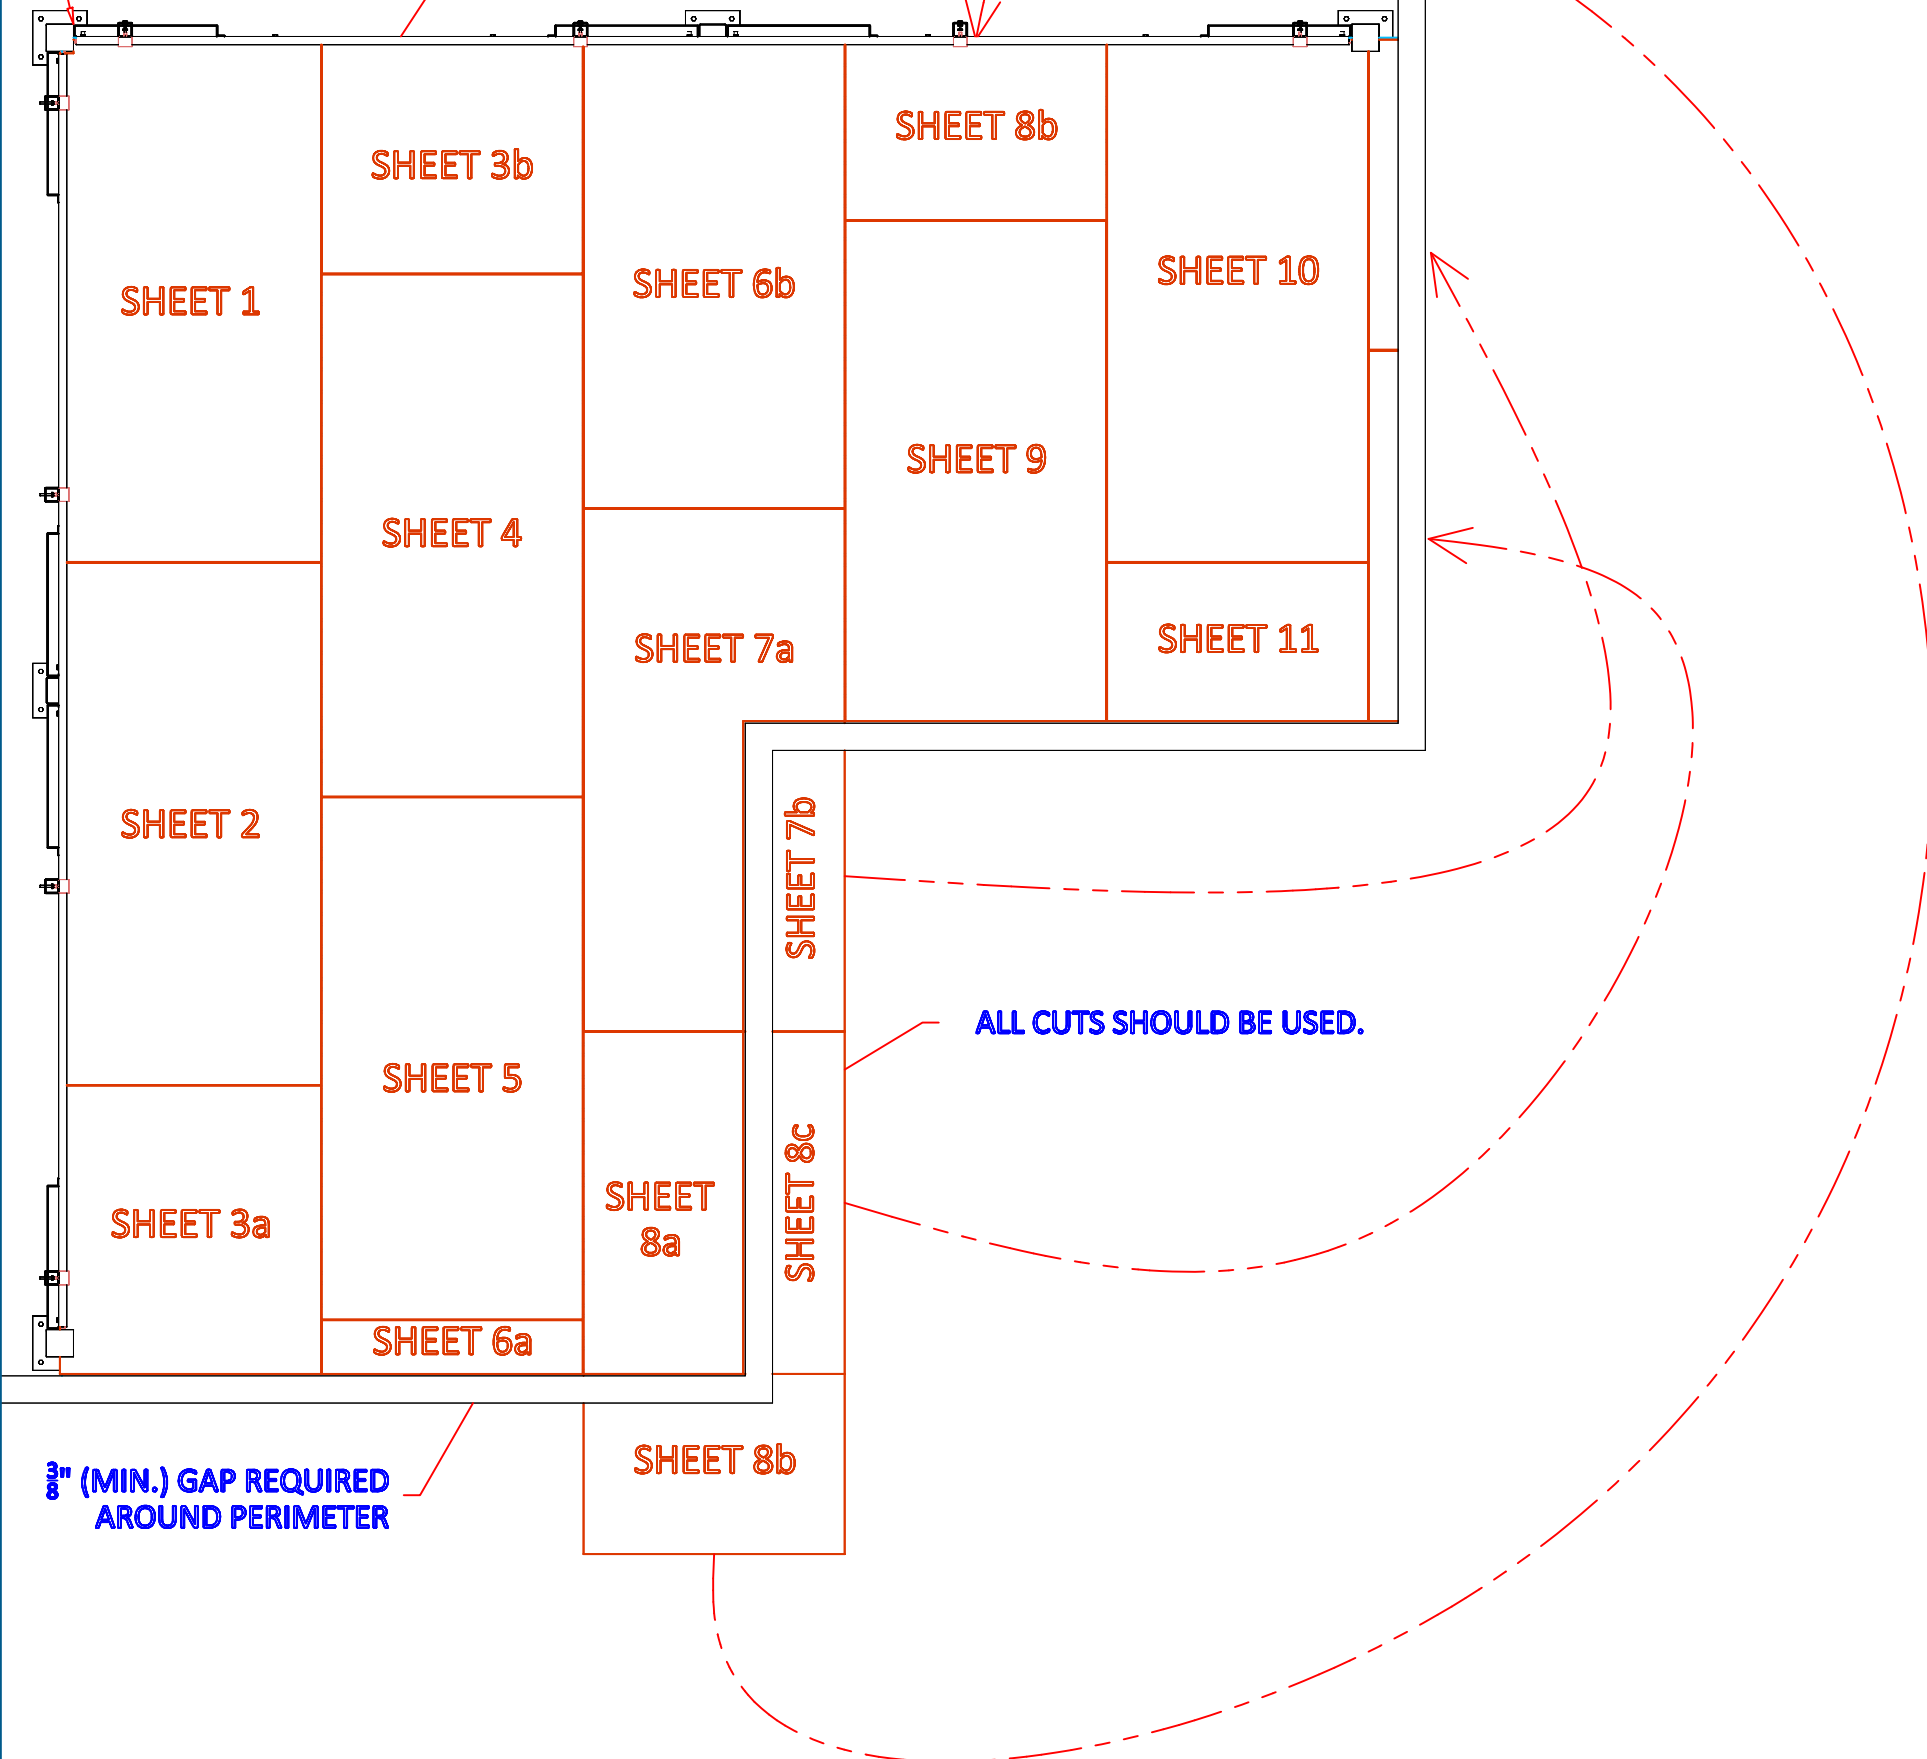 SHEET 8b
SHEET 3b
SHEET 1
SHEET 6b
SHEET 10
SHEET 9
SHEET 4
SHEET 7a
SHEET 11
SHEET 2
SHEET 7b
ALL CUTS SHOULD BE USED.
SHEET 5
SHEET 3a
SHEET
8a
SHEET 8c
SHEET 6a
SHEET 8b
3/8" (MIN.) GAP REQUIRED
AROUND PERIMETER